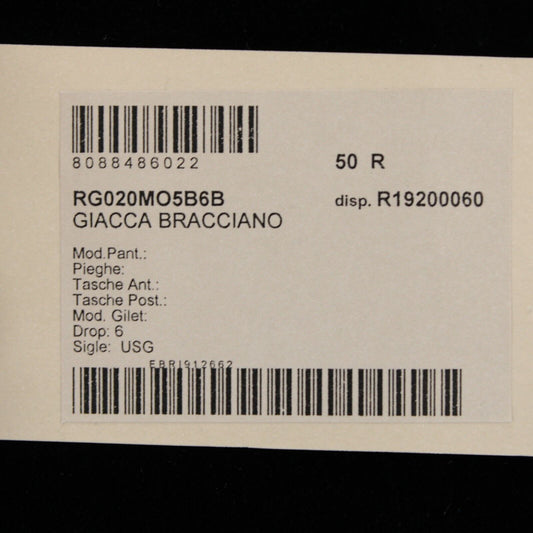 8088486022
50 R
RG020MO5B6B
disp. R19200060
GIACCA BRACCIANO
Mod.Pant.:
Pieghe:
Tasche Ant.:
Tasche Post.:
Mod. Gilet:
Drop: 6
Sigle: USG
EBRI912662